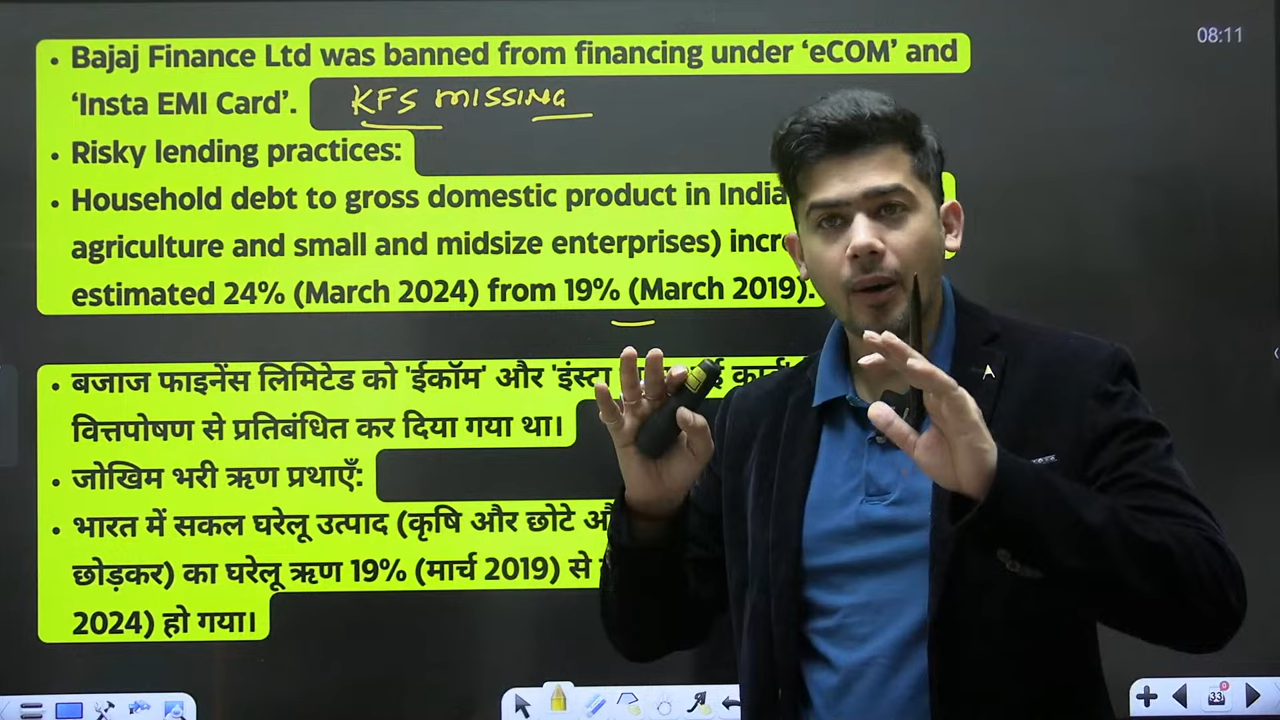 08:11
• Bajaj Finance Ltd was banned from financing under ‘eCOM’ and
‘Insta EMI Card’. KFS MISSING
• Risky lending practices:
• Household debt to gross domestic product in India
agriculture and small and midsize enterprises)
estimated 24% (March 2024) from 19% (March 2019).
• बजाज फाइनेंस लिमिटेड को 'ईकॉम' और 'इंस्टा
वित्तपोषण से प्रतिबंधित कर दिया गया था।
• जोखिम भरी ऋण प्रथाएँ:
• भारत में सकल घरेलू उत्पाद (कृषि और छोटे
छोड़कर) का घरेलू ऋण 19% (मार्च 2019) से
2024) हो गया।
33